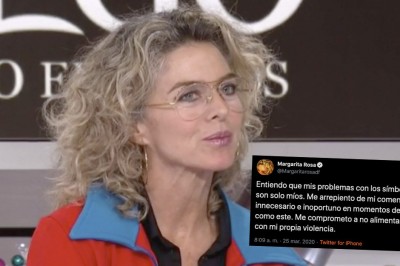 Margarita Rosa
@Margaritarosadf
Entiendo que mis problemas con los símbo
son solo míos. Me arrepiento de mi comen
innecesario e inoportuno en momentos de
como este. Me comprometo a no alimenta
con mi propia violencia.
8:09 a. m. · 25 mar. 2020 · Twitter for iPhone